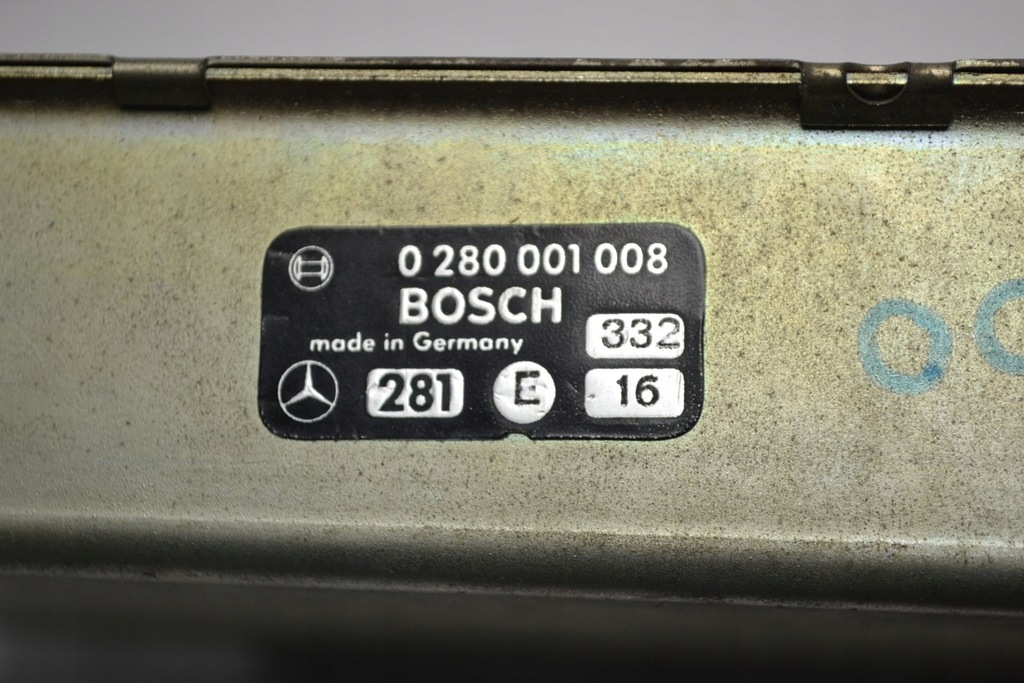 0 280 001 008
BOSCH
made in Germany
332
281 E 16